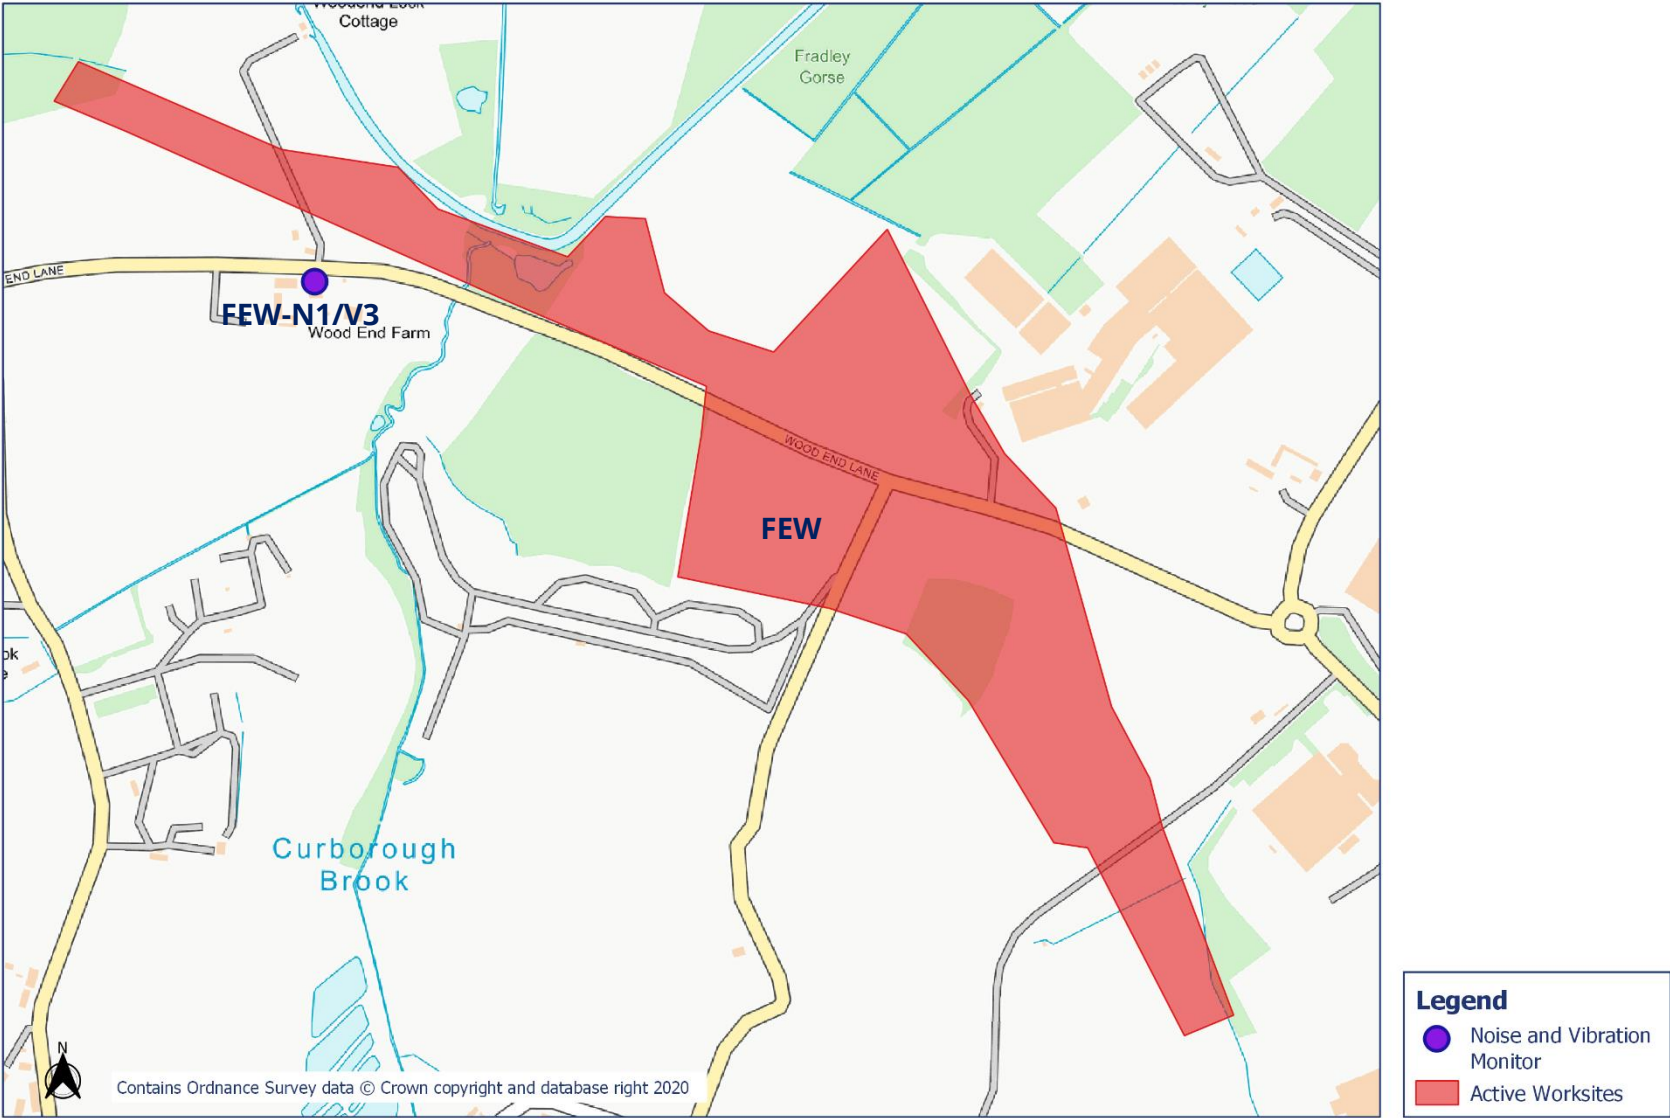 Cottage
Fradley
Gorse
END LANE
FEW-N1/V3
Wood End Farm
WOOD END LANE
FEW
Curborough
Brook
N
Contains Ordnance Survey data © Crown copyright and database right 2020
Legend
Noise and Vibration
Monitor
Active Worksites